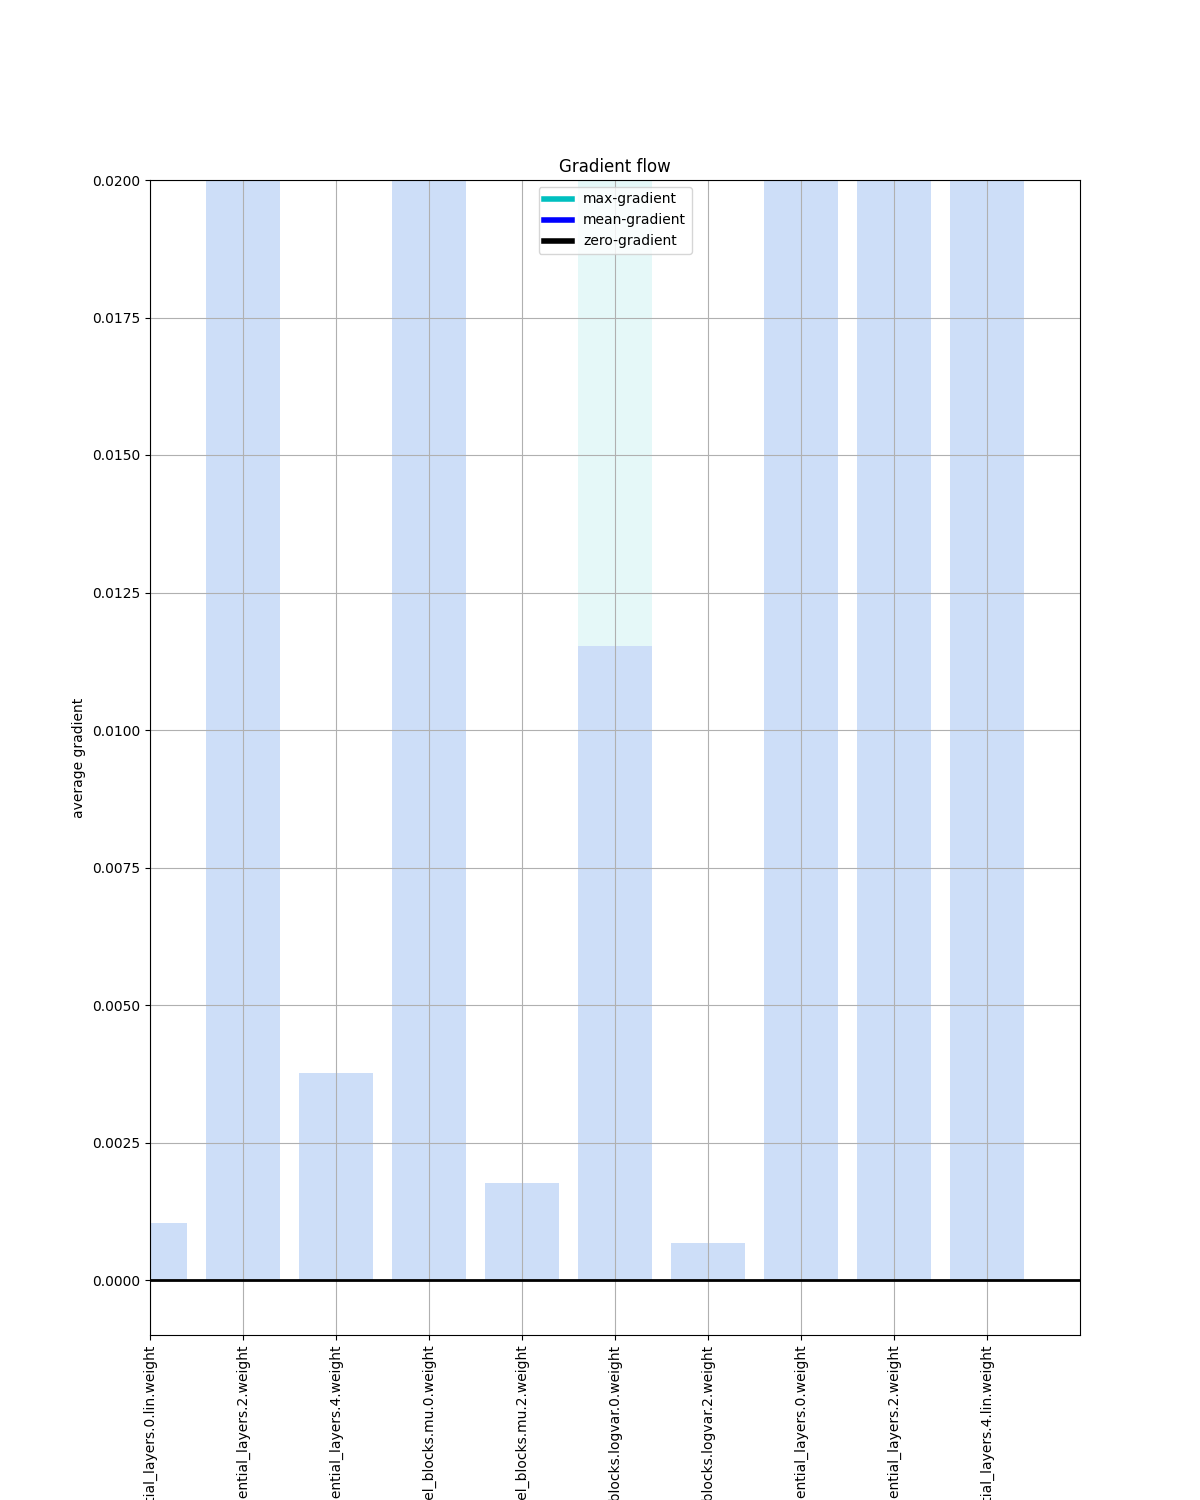 Gradient flow
max-gradient
mean-gradient
zero-gradient
0.0200
0.0175
0.0150
0.0125
0.0100
0.0075
0.0050
0.0025
0.0000
average gradient
tial_layers.0.lin.weight
ential_layers.2.weight
ential_layers.4.weight
el_blocks.mu.0.weight
el_blocks.mu.2.weight
blocks.logvar.0.weight
blocks.logvar.2.weight
ential_layers.0.weight
ential_layers.2.weight
tial_layers.4.lin.weight